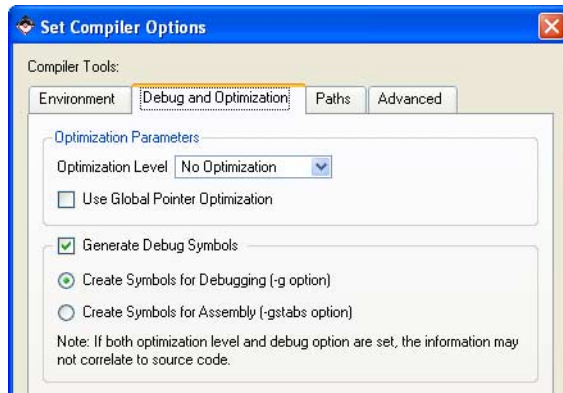 Set Compiler Options
Compiler Tools:
Environment
Debug and Optimization
Paths
Advanced
Optimization Parameters
Optimization Level
No Optimization
Use Global Pointer Optimization
Generate Debug Symbols
Create Symbols for Debugging (-g option)
Create Symbols for Assembly (-gstabs option)
Note: If both optimization level and debug option are set, the information may
not correlate to source code.